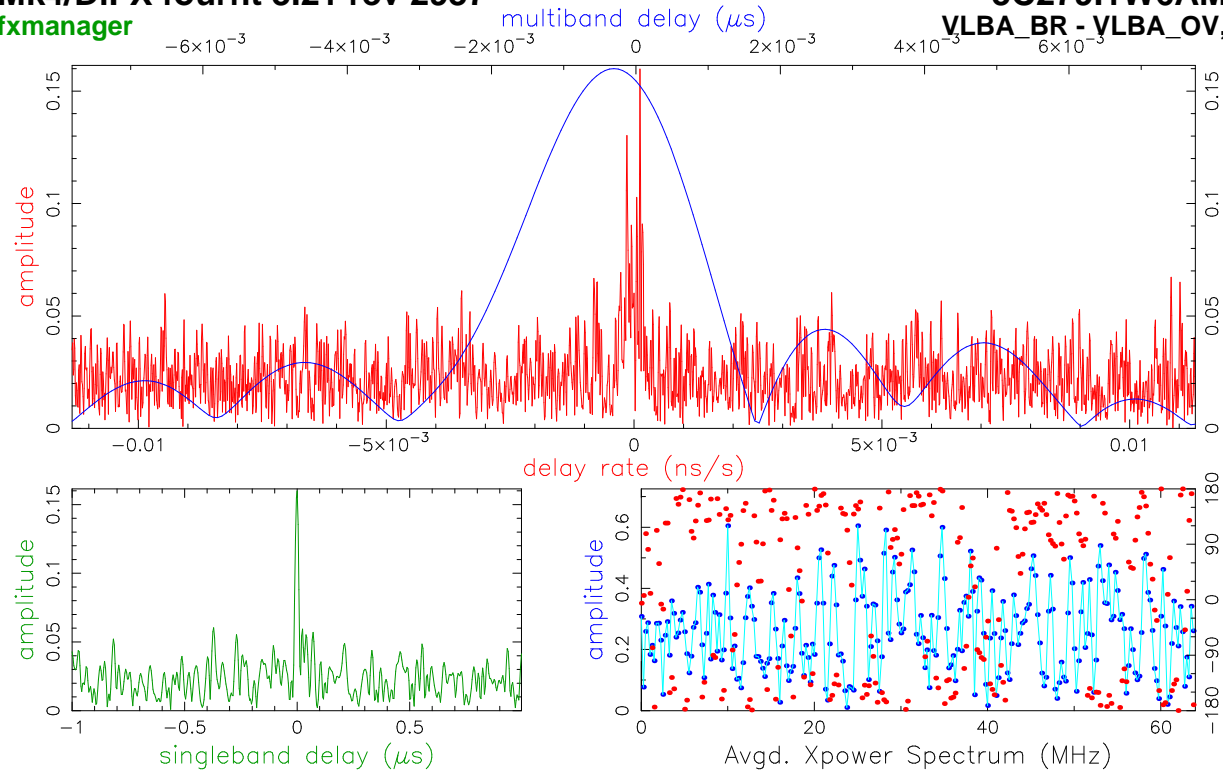 multiband delay (μs)
fxmanager
VLBA_BR - VLBA_OV,
−6×10⁻³ −4×10⁻³ −2×10⁻³ 0 2×10⁻³ 4×10⁻³ 6×10⁻³
amplitude
0 0.05 0.1 0.15
0 0.05 0.1 0.15
−0.01 −5×10⁻³ 0 5×10⁻³ 0.01
delay rate (ns/s)
amplitude
0 0.05 0.1 0.15
−1 −0.5 0 0.5
singleband delay (μs)
amplitude
0 0.2 0.4 0.6
−180 −90 0 90 180
0 20 40 60
Avgd. Xpower Spectrum (MHz)